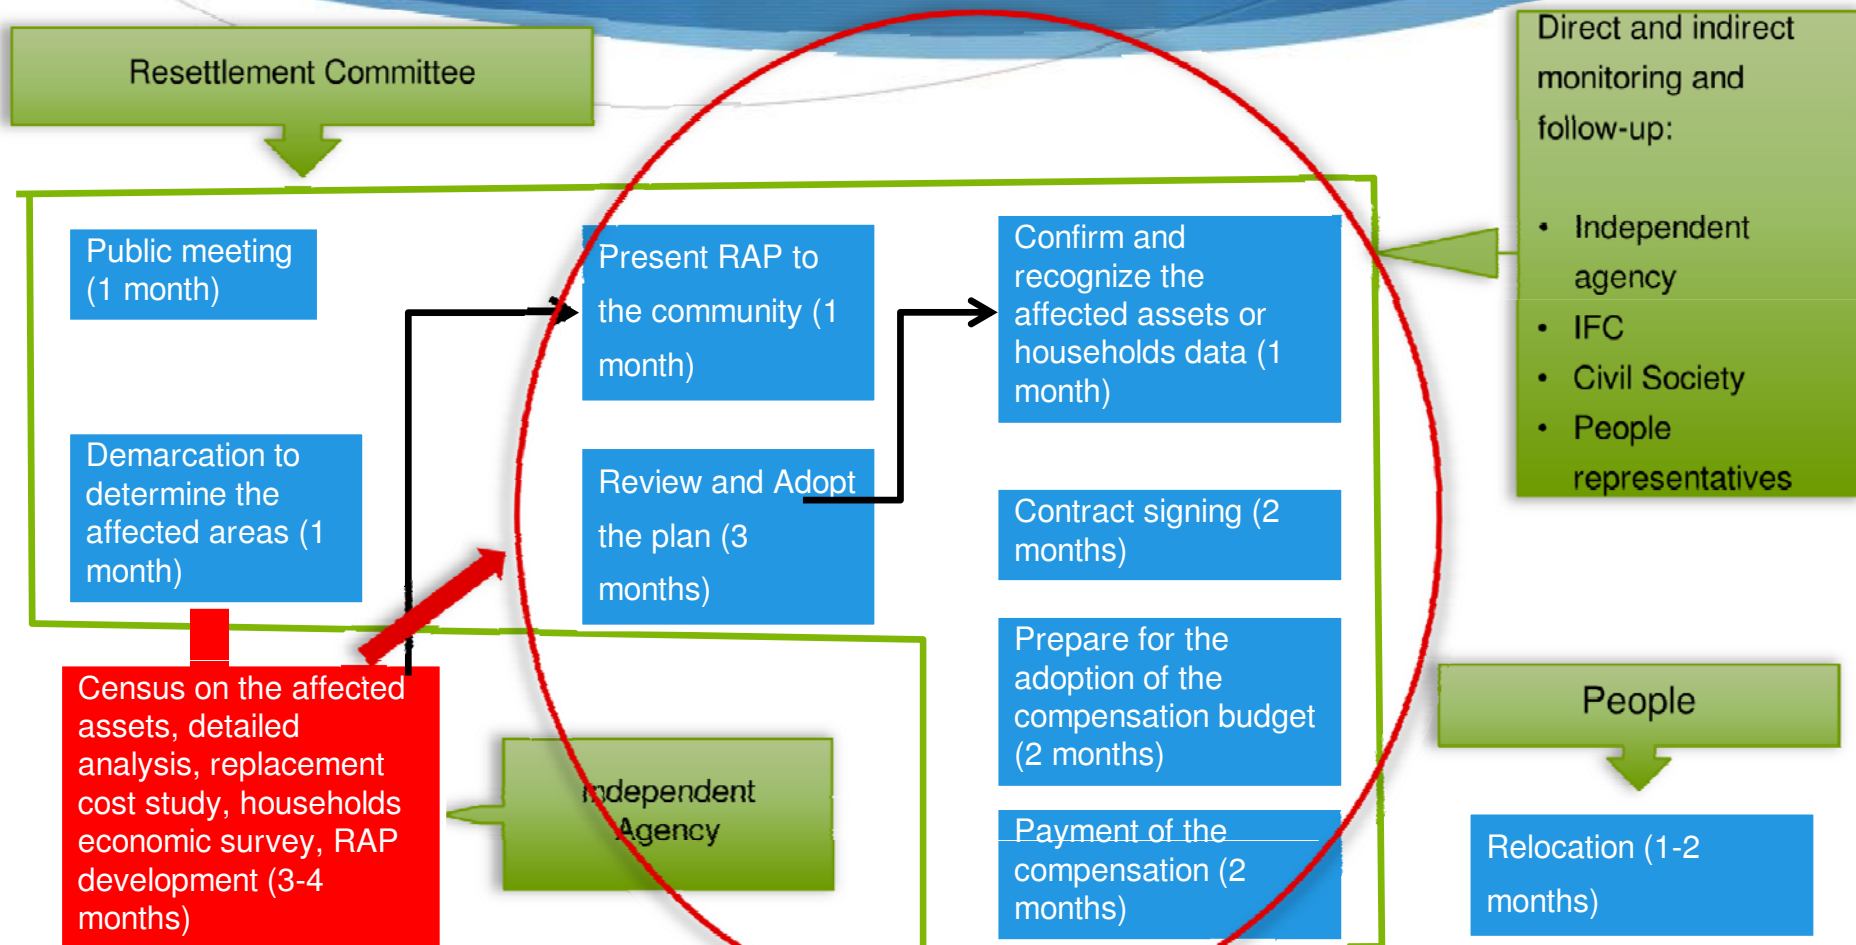 Resettlement Committee
Direct and indirect
monitoring and
follow-up:
• Independent
agency
• IFC
• Civil Society
• People
representatives
Public meeting
(1 month)
Demarcation to
determine the
affected areas (1
month)
Census on the affected
assets, detailed
analysis, replacement
cost study, households
economic survey, RAP
development (3-4
months)
Independent
Agency
Present RAP to
the community (1
month)
Review and Adopt
the plan (3
months)
Confirm and
recognize the
affected assets or
households data (1
month)
Contract signing (2
months)
Prepare for the
adoption of the
compensation budget
(2 months)
Payment of the
compensation (2
months)
People
Relocation (1-2
months)